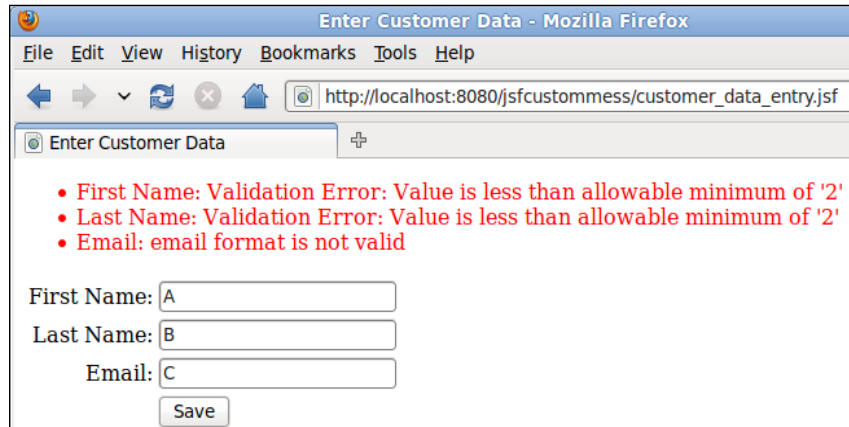 Enter Customer Data - Mozilla Firefox
File Edit View History Bookmarks Tools Help
http://localhost:8080/jsfcustommess/customer_data_entry.jsf
Enter Customer Data
• First Name: Validation Error: Value is less than allowable minimum of '2'
• Last Name: Validation Error: Value is less than allowable minimum of '2'
• Email: email format is not valid
First Name: A
Last Name: B
Email: C
Save